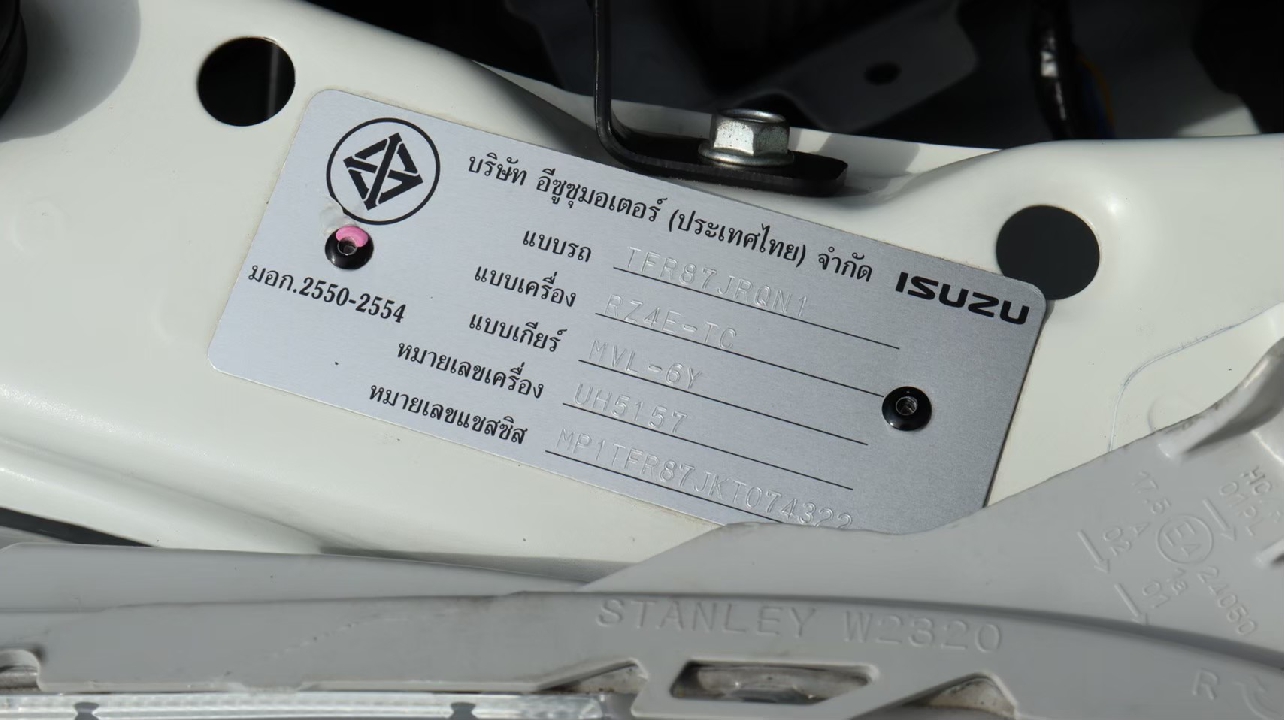 บริษัท อีซูซุมอเตอร์ (ประเทศไทย) จำกัด ISUZU
มอก.2550-2554
แบบรถ TFR87JRQN1
แบบเครื่อง RZ4E-TC
แบบเกียร์ MVL-6Y
หมายเลขเครื่อง UH5157
หมายเลขแชสซิส MP1TFR87JKT074322
STANLEY W2320
R
17.5